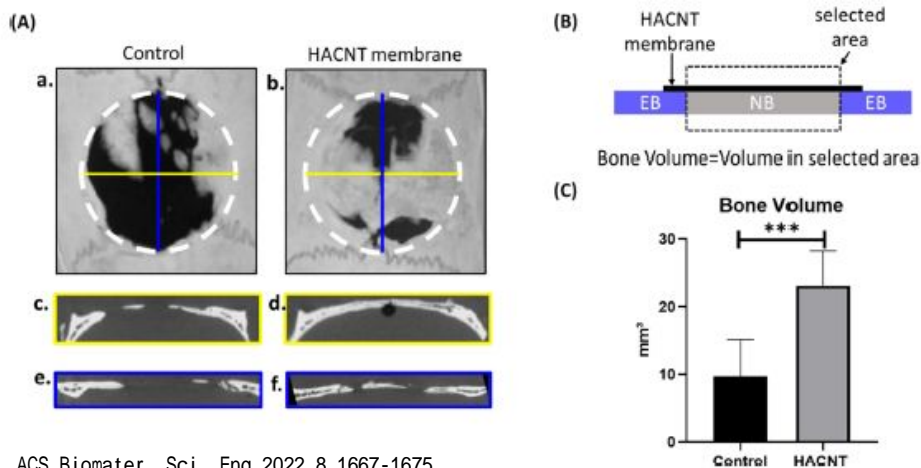 (A)
Control
HACNT membrane
a.
b.
c.
d.
e.
f.
(B)
HACNT
membrane
selected
area
EB
NB
EB
Bone Volume=Volume in selected area
(C)
Bone Volume
***
30
20
10
0
mm³
Control
HACNT
ACS Biomater. Sci. Eng.2022,8,1667-1675